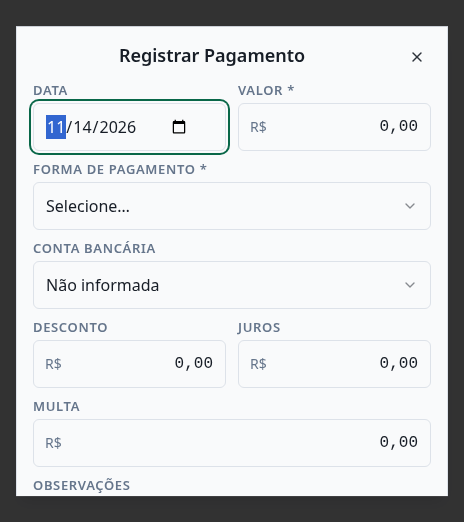 Registrar Pagamento ×
DATA VALOR *
11/14/2026 R$ 0,00
FORMA DE PAGAMENTO *
Selecione...
CONTA BANCÁRIA
Não informada
DESCONTO JUROS
R$ 0,00 R$ 0,00
MULTA
R$ 0,00
OBSERVAÇÕES